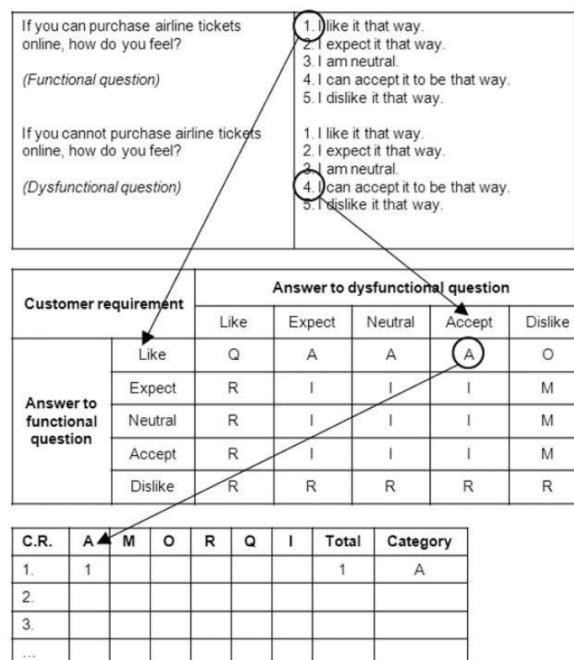 If you can purchase airline tickets
online, how do you feel?
(Functional question)
1. I like it that way.
2. I expect it that way.
3. I am neutral.
4. I can accept it to be that way.
5. I dislike it that way.
If you cannot purchase airline tickets
online, how do you feel?
(Dysfunctional question)
1. I like it that way.
2. I expect it that way.
3. I am neutral.
4. I can accept it to be that way.
5. I dislike it that way.
Customer requirement
Answer to dysfunctional question
Like Expect Neutral Accept Dislike
Answer to
functional
question
Like Q A A A O
Expect R I I I M
Neutral R I I I M
Accept R I I I M
Dislike R R R R R
C.R. A M O R Q I Total Category
1. 1 1 A
2.
3.
...